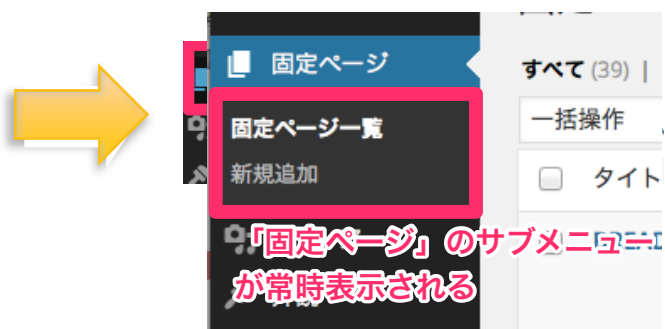 固定ページ
すべて (39) |
固定ページ一覧
一括操作
新規追加
タイト
「固定ページ」のサブメニュー
が常時表示される